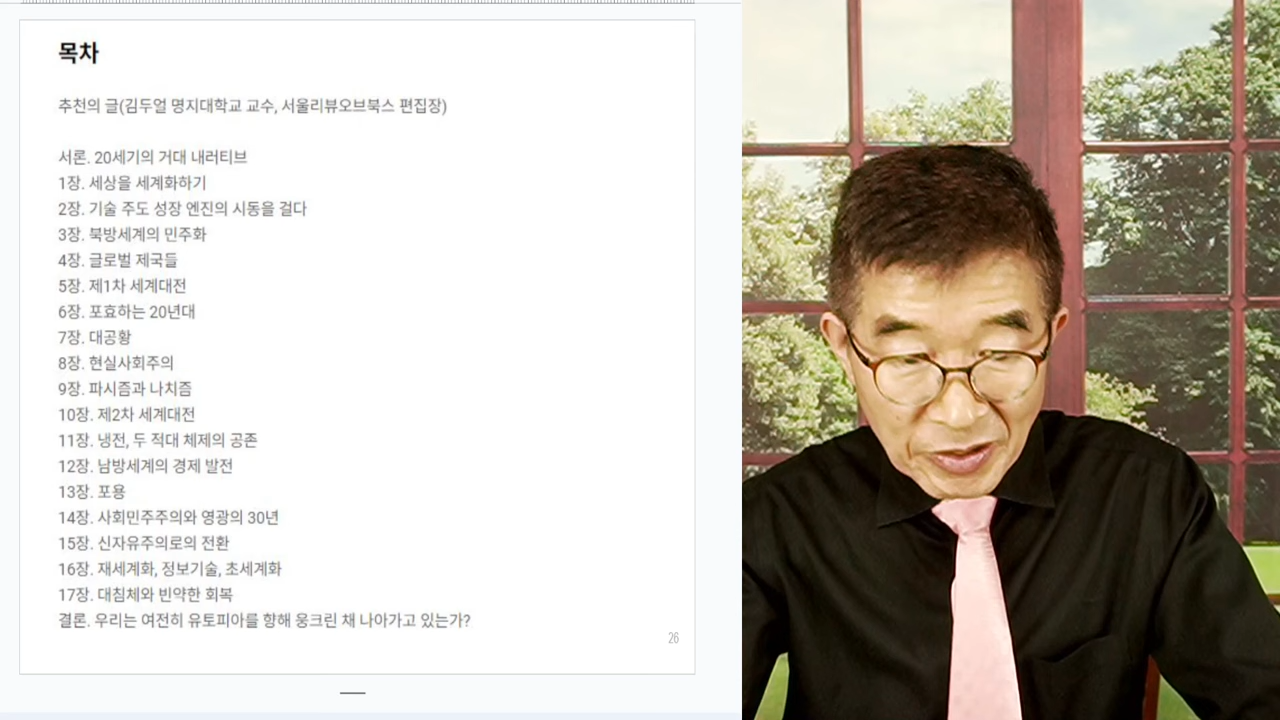 목차
추천의 글(김두얼 명지대학교 교수, 서울리뷰오브북스 편집장)
서론. 20세기의 거대 내러티브
1장. 세상을 세계화하기
2장. 기술 주도 성장 엔진의 시동을 걸다
3장. 북방세계의 민주화
4장. 글로벌 제국들
5장. 제1차 세계대전
6장. 포효하는 20년대
7장. 대공황
8장. 현실사회주의
9장. 파시즘과 나치즘
10장. 제2차 세계대전
11장. 냉전, 두 적대 체제의 공존
12장. 남방세계의 경제 발전
13장. 포용
14장. 사회민주주의와 영광의 30년
15장. 신자유주의로의 전환
16장. 재세계화, 정보기술, 초세계화
17장. 대침체와 빈약한 회복
결론. 우리는 여전히 유토피아를 향해 웅크린 채 나아가고 있는가?
26